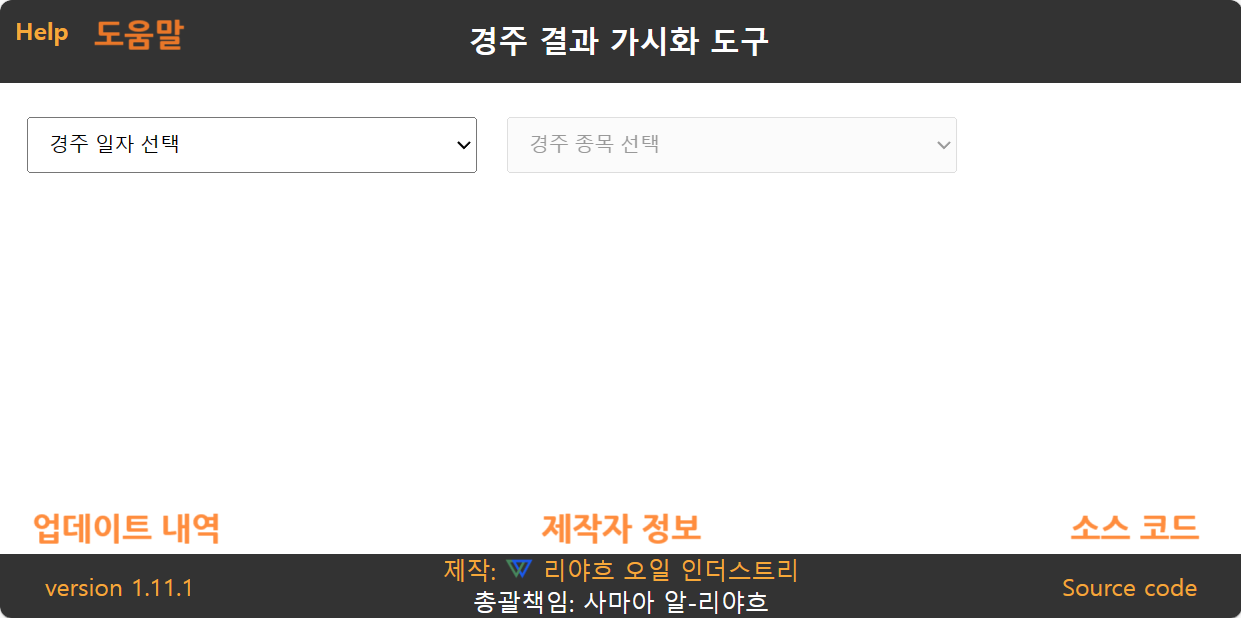 Help 도움말
경주 결과 가시화 도구
경주 일자 선택
경주 종목 선택
업데이트 내역
제작자 정보
소스 코드
version 1.11.1
제작: 리야흐 오일 인더스트리
총괄책임: 사마아 알-리야흐
Source code